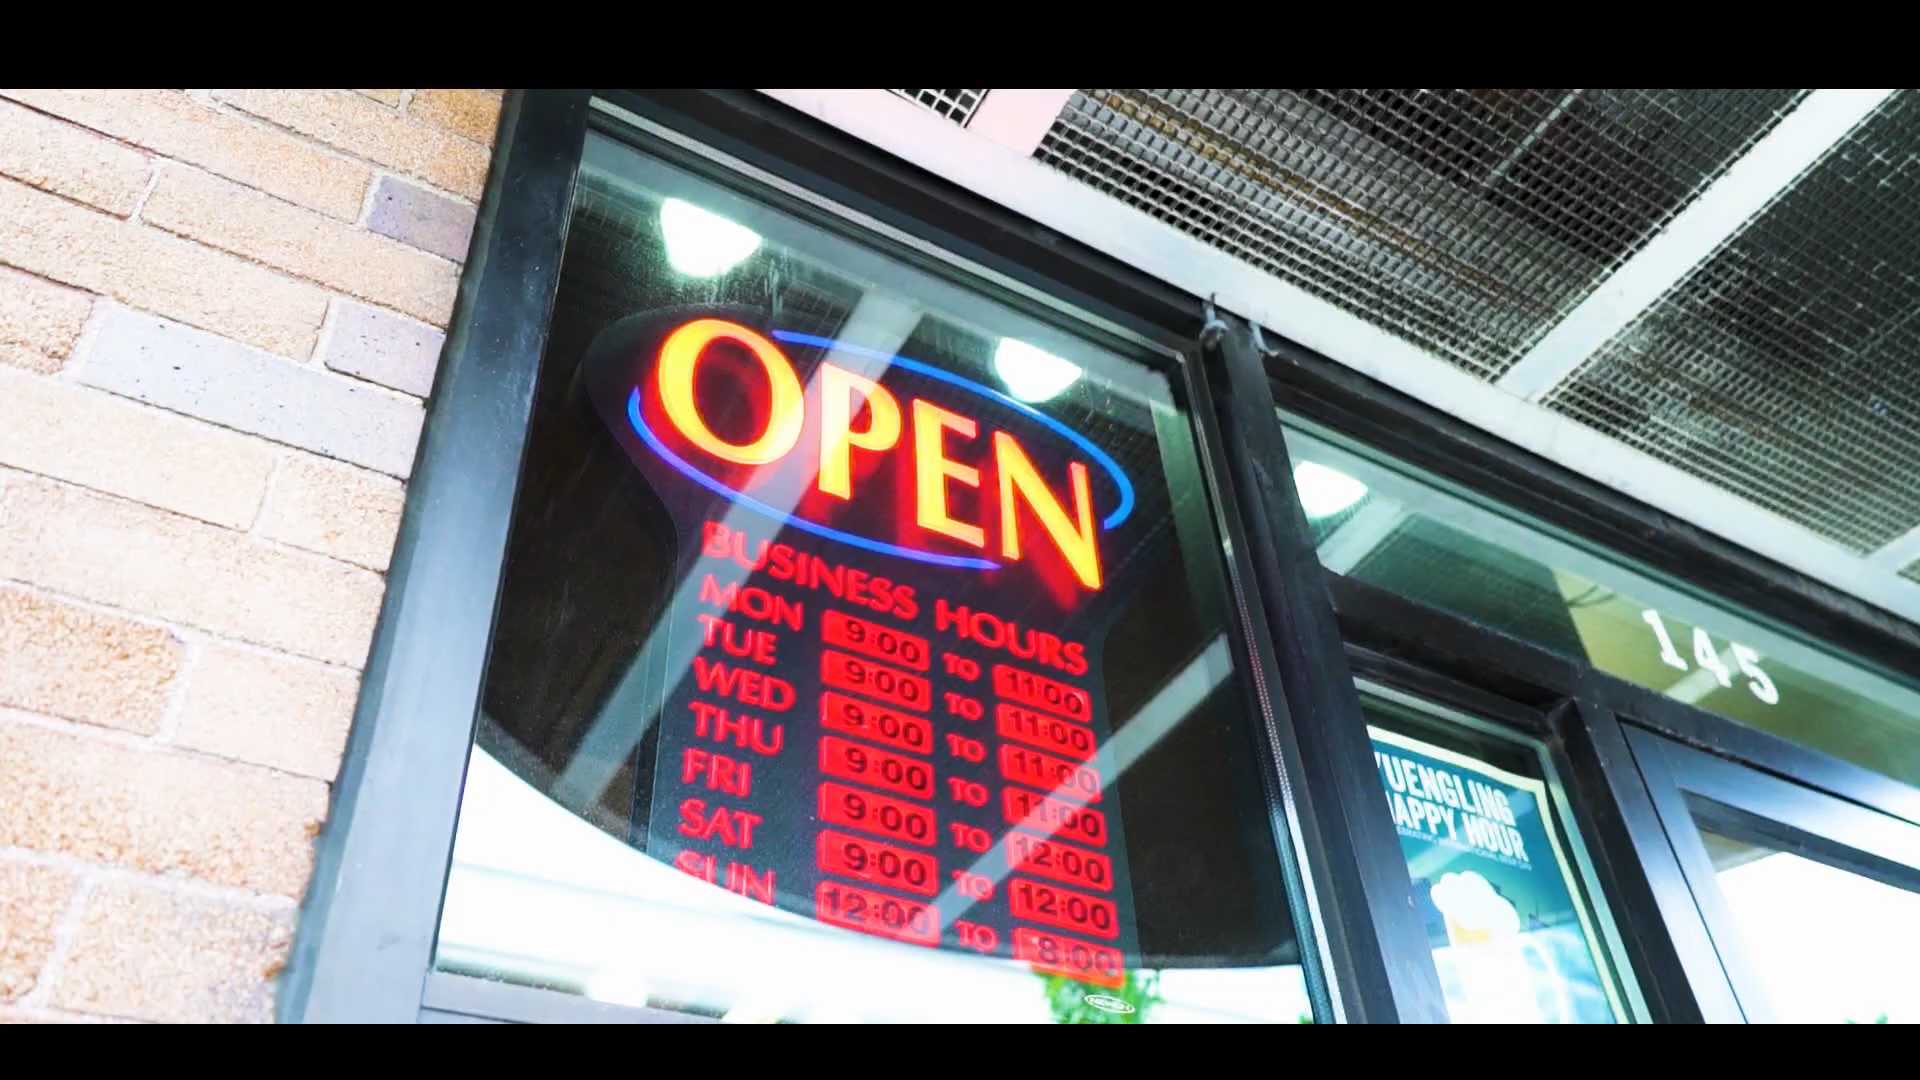 OPEN
BUSINESS HOURS
MON 9:00 TO 11:00
TUE 9:00 TO 11:00
WED 9:00 TO 11:00
THU 9:00 TO 11:00
FRI 9:00 TO 12:00
SAT 9:00 TO 12:00
SUN 12:00 TO 8:00
145
YUENGLING
HAPPY HOUR